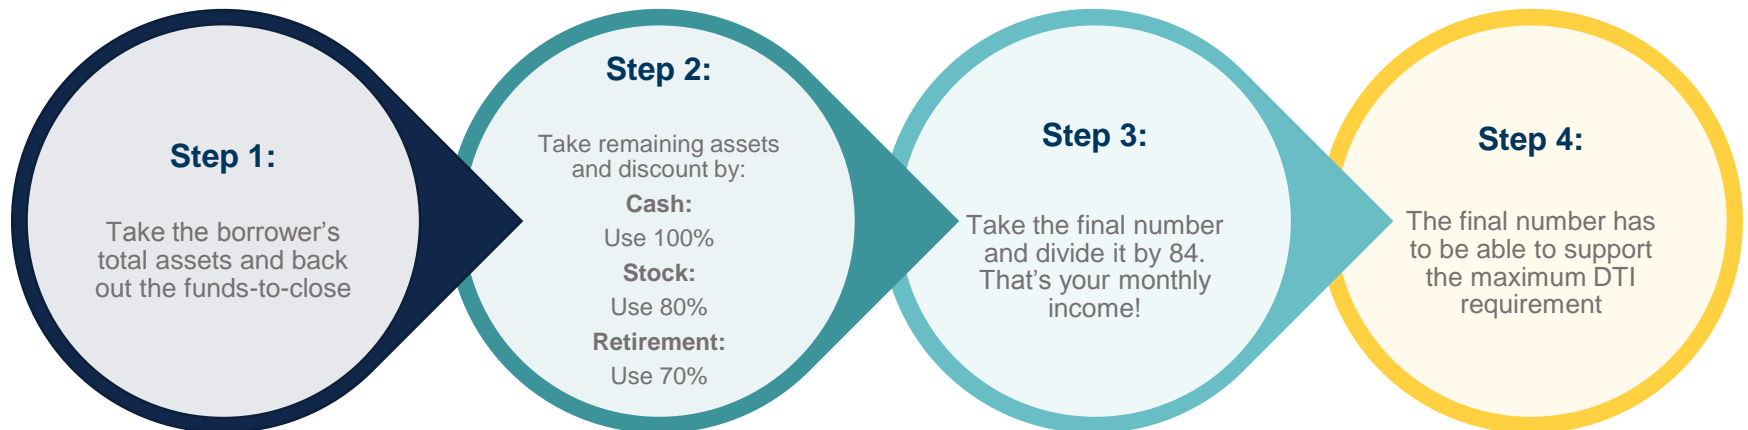 Step 1:
Take the borrower's
total assets and back
out the funds-to-close
Step 2:
Take remaining assets
and discount by:
Cash:
Use 100%
Stock:
Use 80%
Retirement:
Use 70%
Step 3:
Take the final number
and divide it by 84.
That's your monthly
income!
Step 4:
The final number has
to be able to support
the maximum DTI
requirement